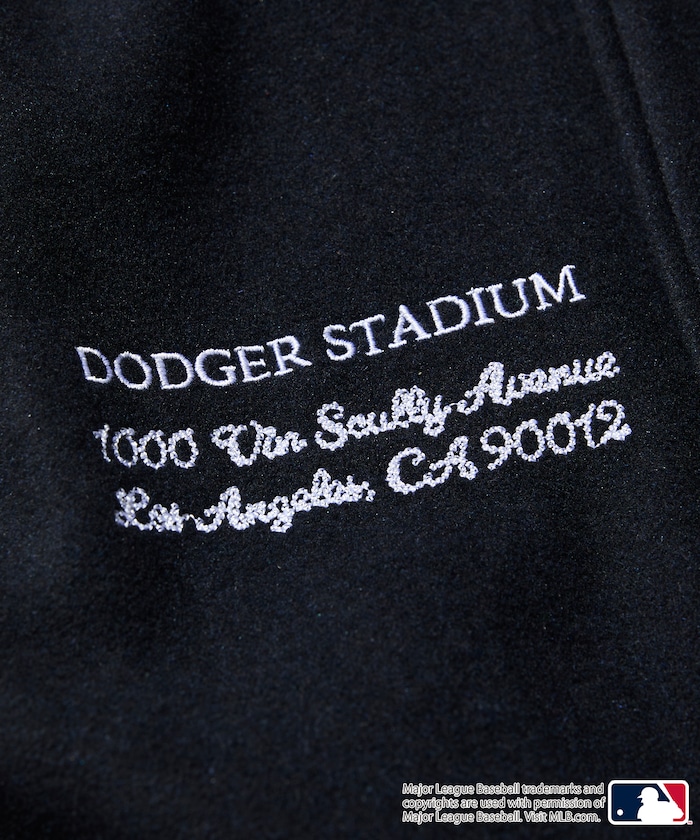 DODGER STADIUM
1000 Vin Scully Avenue
Los Angeles, CA 90012
Major League Baseball trademarks and
copyrights are used with permission of
Major League Baseball. Visit MLB.com.